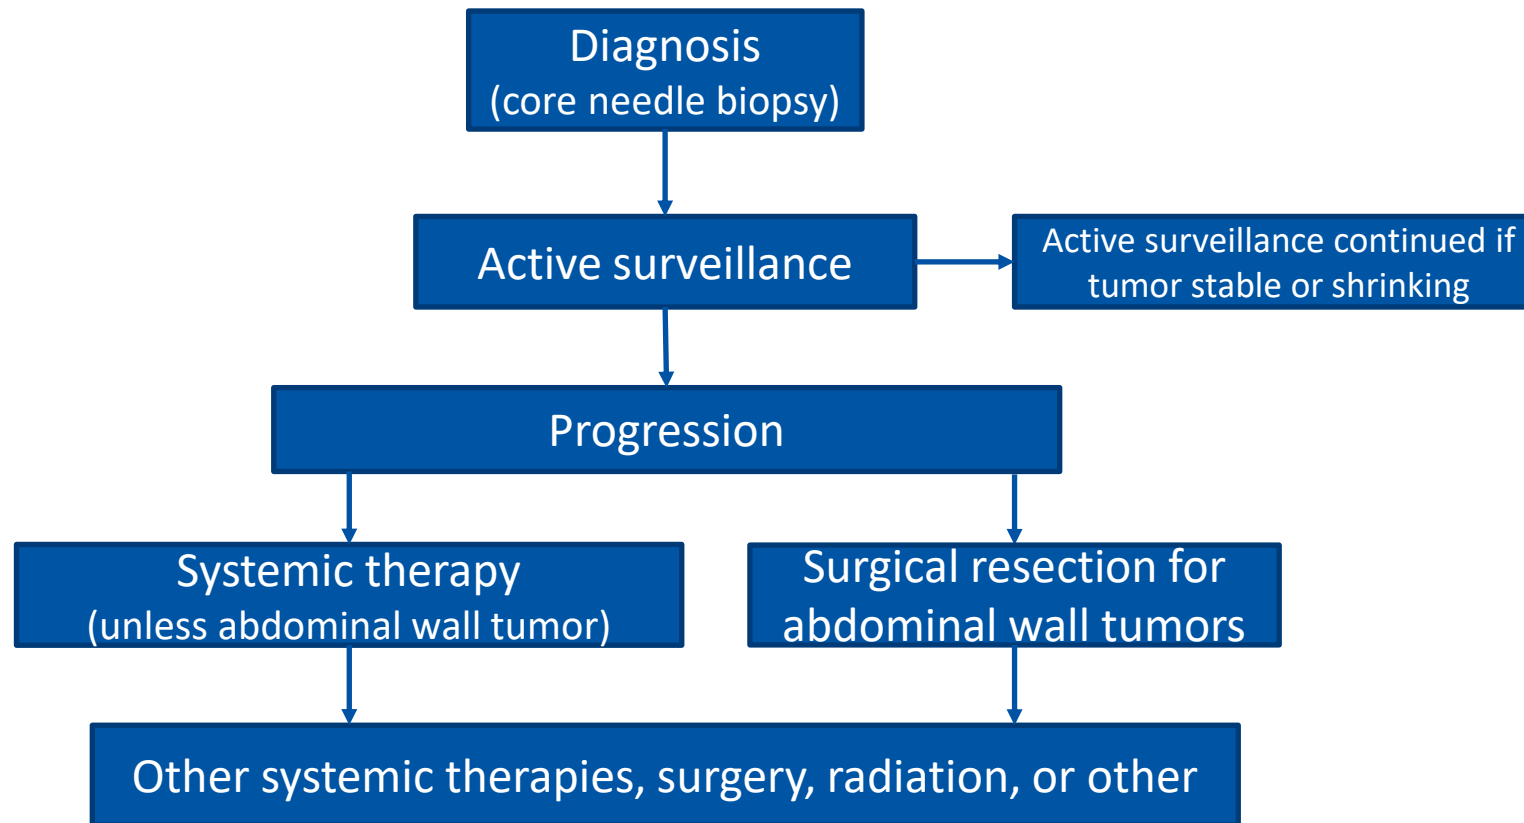 Diagnosis
(core needle biopsy)
Active surveillance
Active surveillance continued if
tumor stable or shrinking
Progression
Systemic therapy
(unless abdominal wall tumor)
Surgical resection for
abdominal wall tumors
Other systemic therapies, surgery, radiation, or other